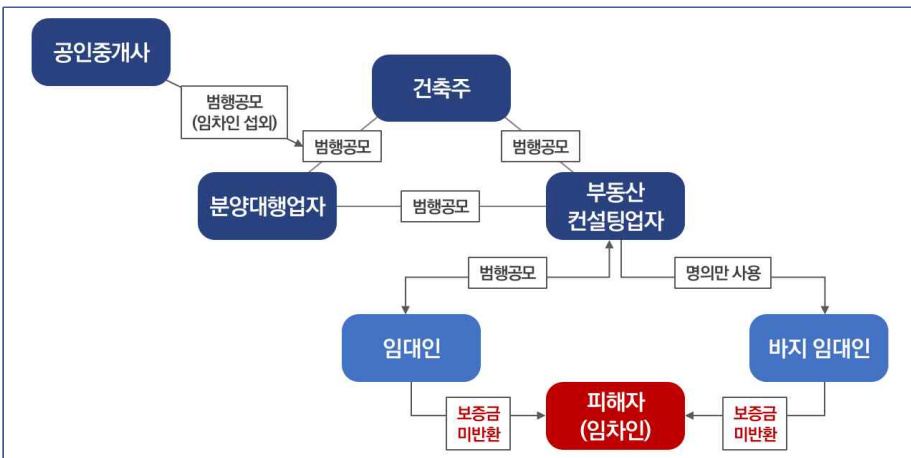 공인중개사
건축주
범행공모
(임차인 섭외)
범행공모
범행공모
분양대행업자
범행공모
부동산
컨설팅업자
범행공모
명의만 사용
임대인
바지 임대인
보증금
미반환
피해자
(임차인)
보증금
미반환